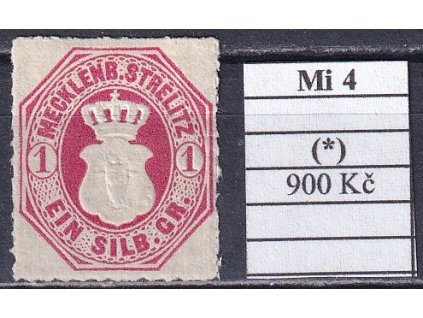 MECKLENB. STRELITZ
1 1
EIN SILB. GR.
Mi 4
(*)
900 Kč